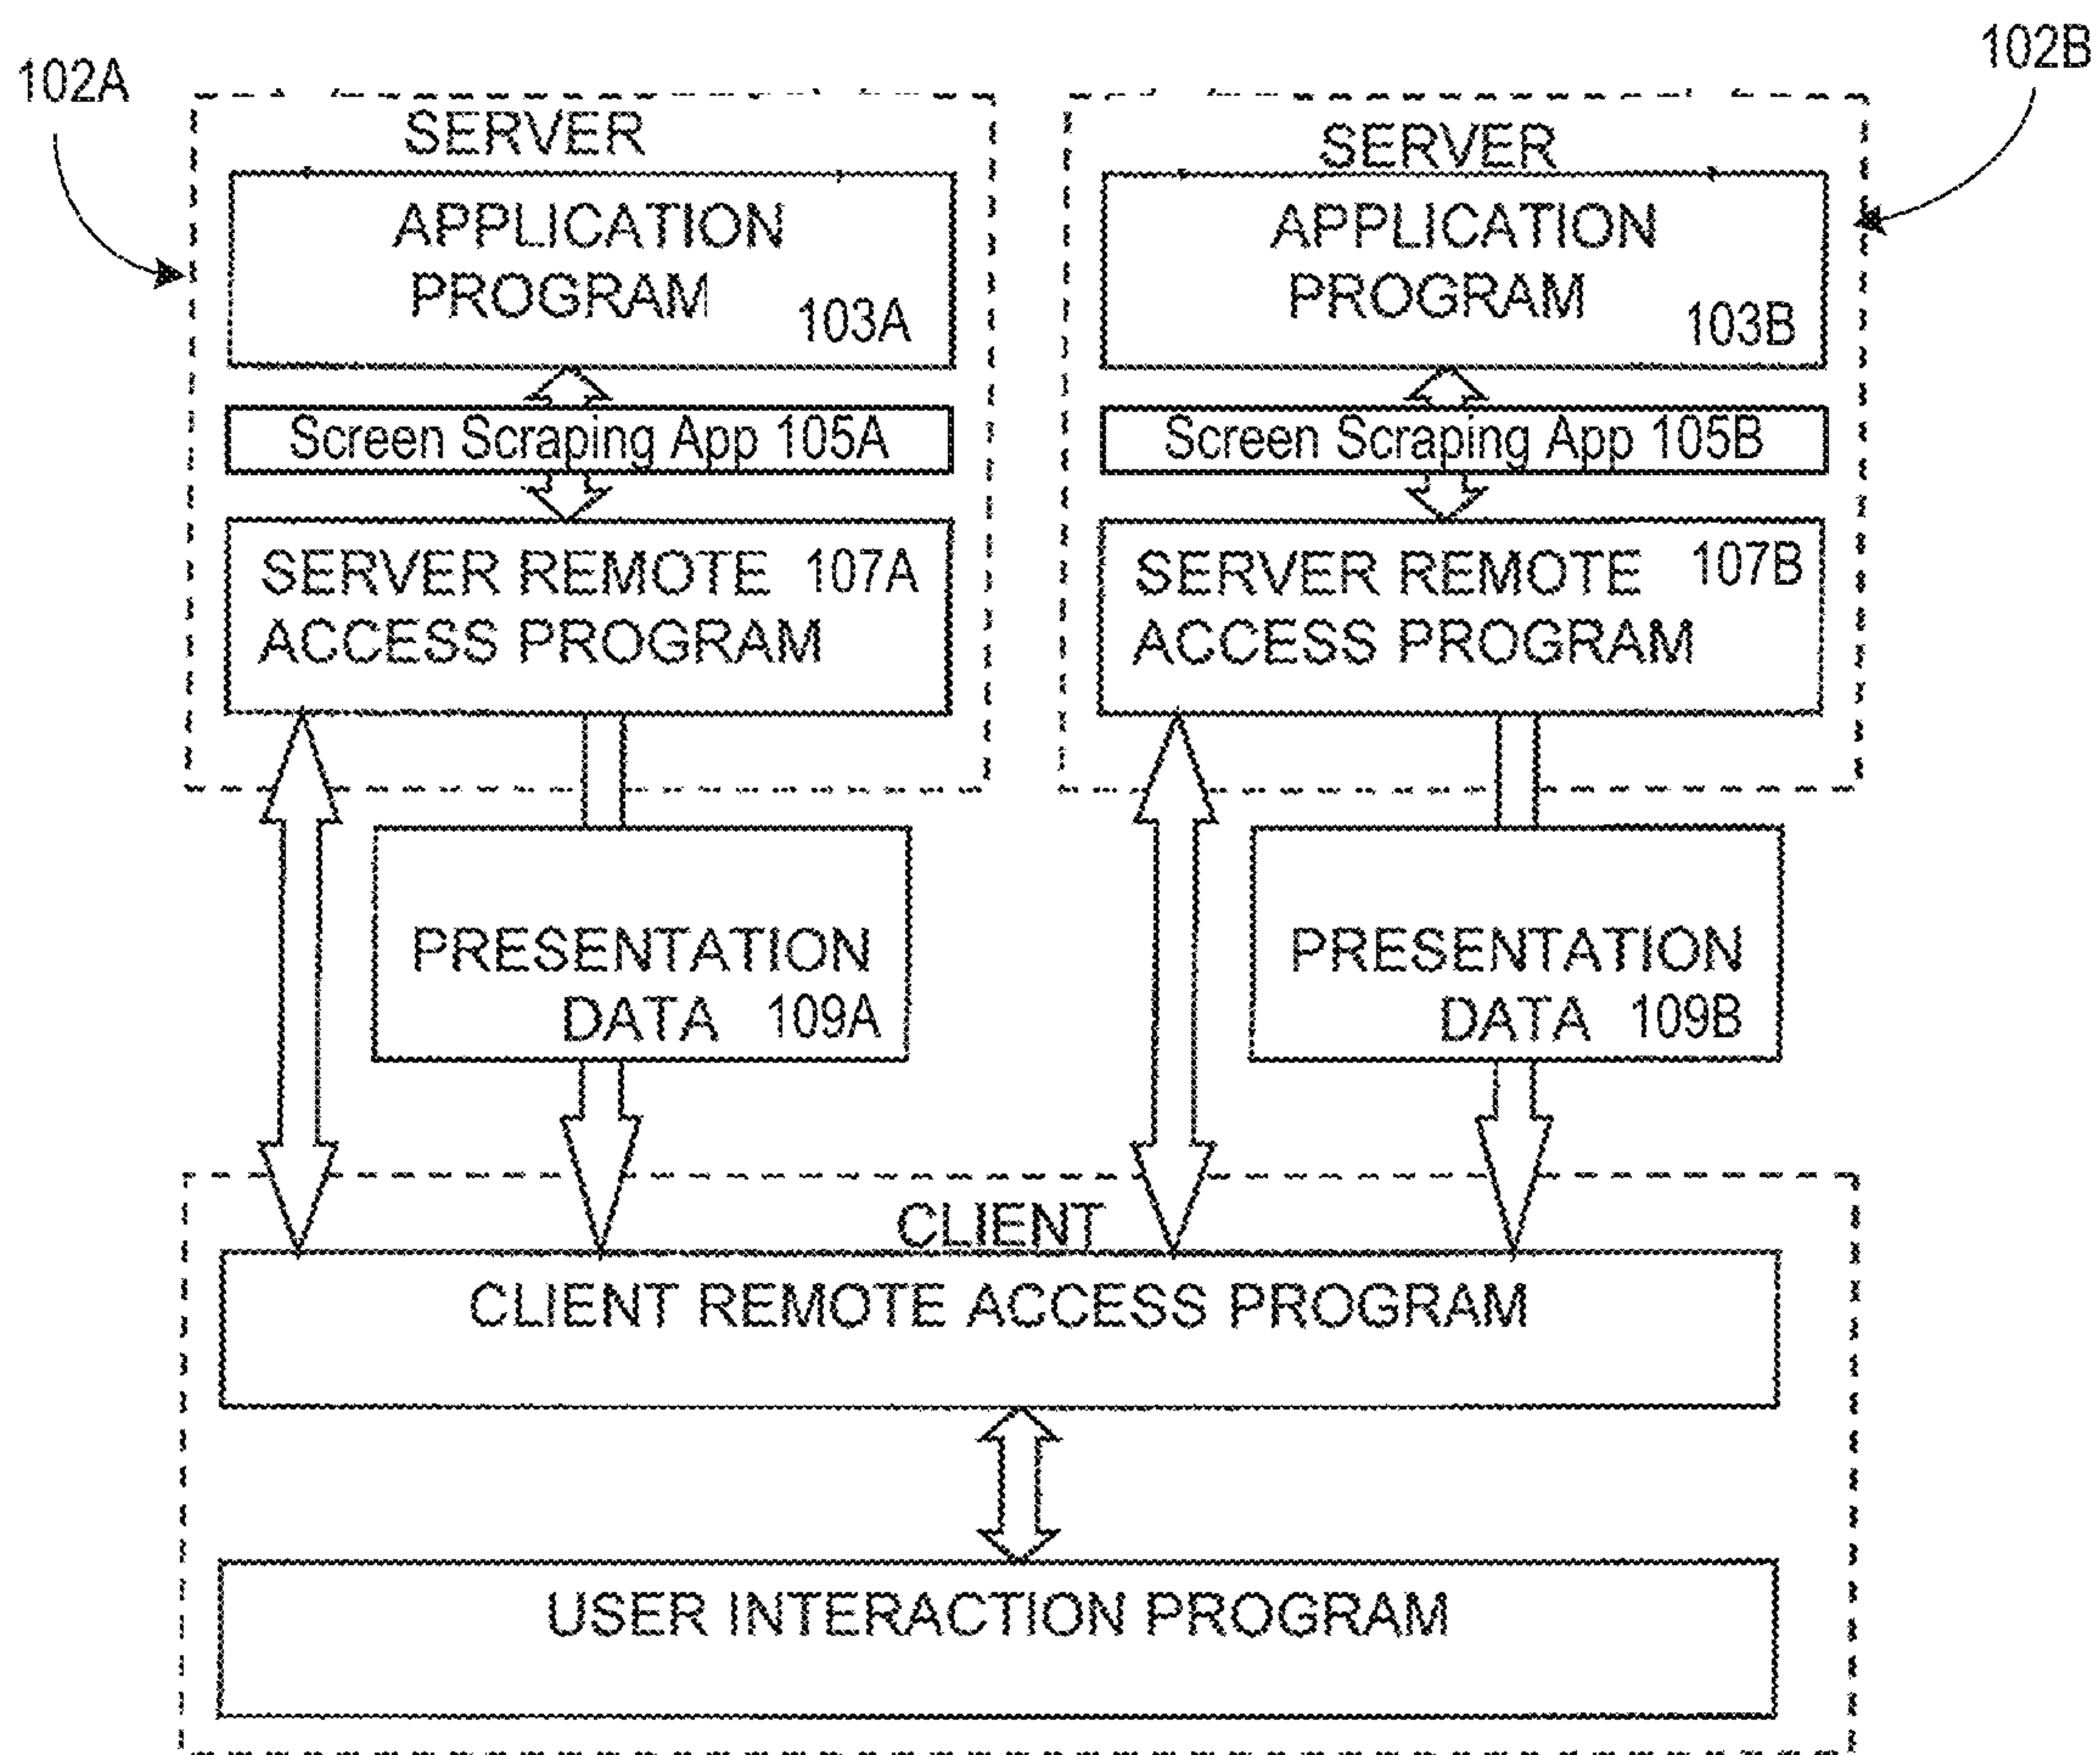 102A
102B
SERVER
APPLICATION
PROGRAM 103A
Screen Scraping App 105A
SERVER REMOTE 107A
ACCESS PROGRAM
SERVER
APPLICATION
PROGRAM 103B
Screen Scraping App 105B
SERVER REMOTE 107B
ACCESS PROGRAM
PRESENTATION
DATA 109A
PRESENTATION
DATA 109B
CLIENT
CLIENT REMOTE ACCESS PROGRAM
USER INTERACTION PROGRAM